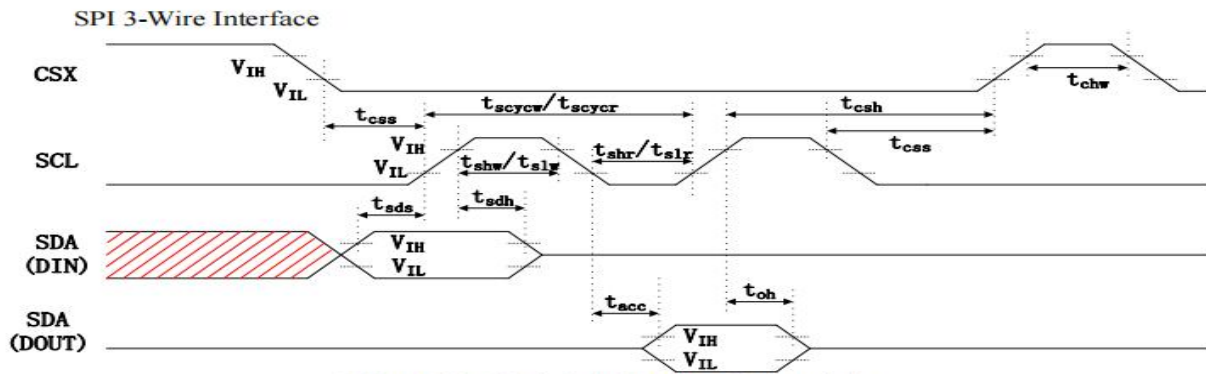 SPI 3-Wire Interface
CSX
VIH
VIL
tcss
tscycw/tscycr
tcsh
tchw
SCL
VIH
VIL
tshw/tslw
tshr/tslr
tcss
tsds
tsdh
SDA
(DIN)
VIH
VIL
tacc
toh
SDA
(DOUT)
VIH
VIL